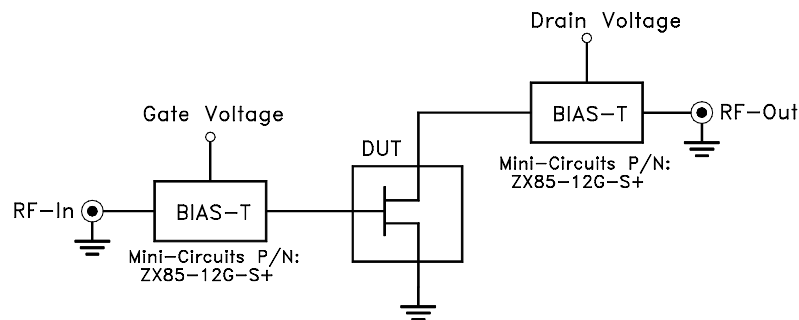 Drain Voltage
BIAS-T
RF-Out
Mini-Circuits P/N:
ZX85-12G-S+
Gate Voltage
DUT
RF-In
BIAS-T
Mini-Circuits P/N:
ZX85-12G-S+